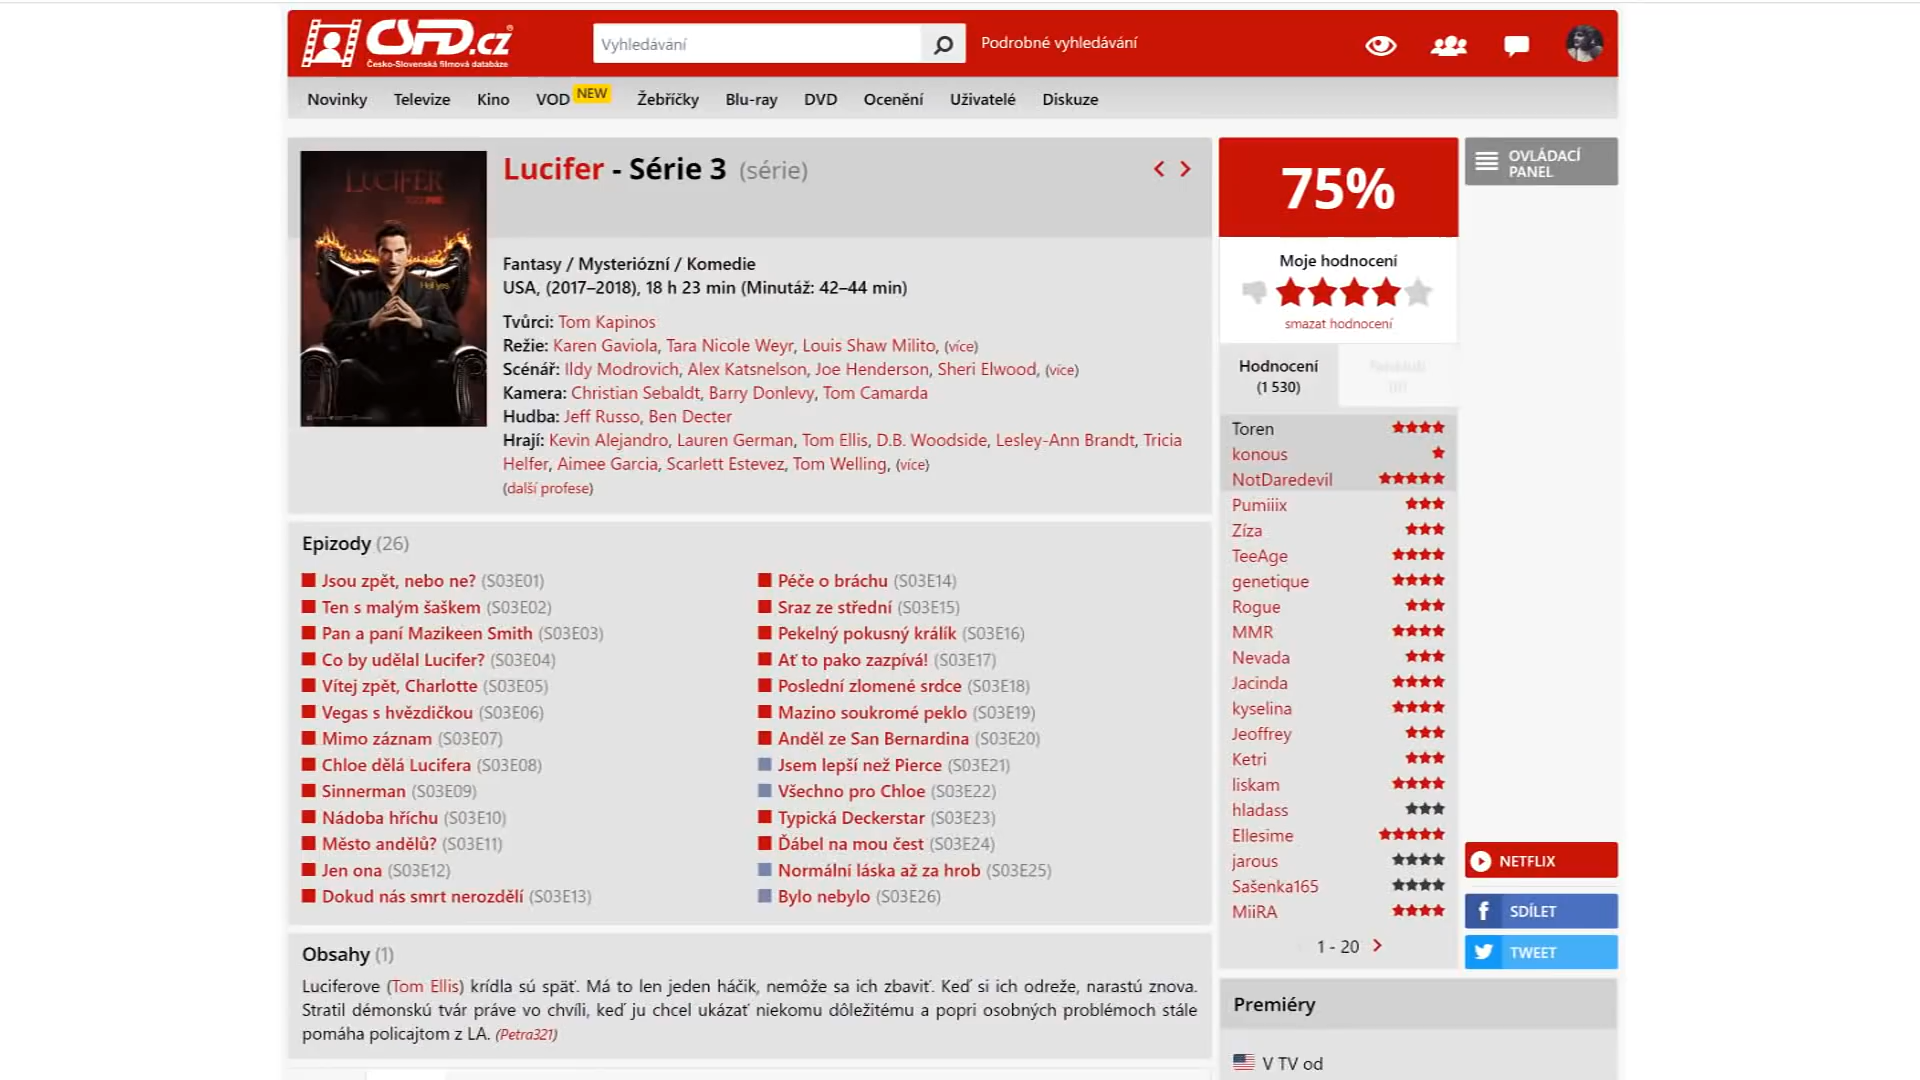 ČSFD.cz
Česko-Slovenská filmová databáze
Vyhledávání
Podrobné vyhledávání
Novinky Televize Kino VOD NEW Žebříčky Blu-ray DVD Ocenění Uživatelé Diskuze
LUCIFER
Hell yes.
Lucifer - Série 3 (série)
Fantasy / Mysteriózní / Komedie
USA, (2017–2018), 18 h 23 min (Minutáž: 42–44 min)
Tvůrci: Tom Kapinos
Režie: Karen Gaviola, Tara Nicole Weyr, Louis Shaw Milito, (více)
Scénář: Ildy Modrovich, Alex Katsnelson, Joe Henderson, Sheri Elwood, (více)
Kamera: Christian Sebaldt, Barry Donlevy, Tom Camarda
Hudba: Jeff Russo, Ben Decter
Hrají: Kevin Alejandro, Lauren German, Tom Ellis, D.B. Woodside, Lesley-Ann Brandt, Tricia
Helfer, Aimee Garcia, Scarlett Estevez, Tom Welling, (více)
(další profese)
Epizody (26)
Jsou zpět, nebo ne? (S03E01)
Ten s malým šaškem (S03E02)
Pan a paní Mazikeen Smith (S03E03)
Co by udělal Lucifer? (S03E04)
Vítej zpět, Charlotte (S03E05)
Vegas s hvězdičkou (S03E06)
Mimo záznam (S03E07)
Chloe dělá Lucifera (S03E08)
Sinnerman (S03E09)
Nádoba hříchu (S03E10)
Město andělů? (S03E11)
Jen ona (S03E12)
Dokud nás smrt nerozdělí (S03E13)
Péče o bráchu (S03E14)
Sraz ze střední (S03E15)
Pekelný pokusný králík (S03E16)
Ať to pako zazpívá! (S03E17)
Poslední zlomené srdce (S03E18)
Mazino soukromé peklo (S03E19)
Anděl ze San Bernardina (S03E20)
Jsem lepší než Pierce (S03E21)
Všechno pro Chloe (S03E22)
Typická Deckerstar (S03E23)
Ďábel na mou čest (S03E24)
Normální láska až za hrob (S03E25)
Bylo nebylo (S03E26)
Obsahy (1)
Luciferove (Tom Ellis) krídla sú späť. Má to len jeden háčik, nemôže sa ich zbaviť. Keď si ich odreže, narastú znova.
Stratil démonskú tvár práve vo chvíli, keď ju chcel ukázať niekomu dôležitému a popri osobných problémoch stále
pomáha policajtom z LA. (Petra321)
75%
Moje hodnocení
smazat hodnocení
Hodnocení
(1 530)
Fanklub
(0)
Toren
konous
NotDaredevil
Pumiiix
Zíza
TeeAge
genetique
Rogue
MMR
Nevada
Jacinda
kyselina
Jeoffrey
Ketri
liskam
hladass
Ellesime
jarous
Sašenka165
MiiRA
1 - 20
Premiéry
V TV od
OVLÁDACÍ
PANEL
NETFLIX
SDÍLET
TWEET